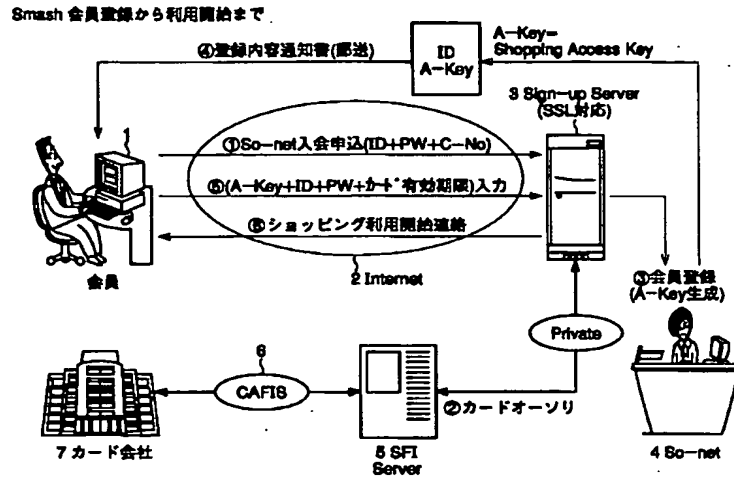 Smash 会員登録から利用開始まで
④登録内容通知書(郵送)
ID
A-Key
A-Key=
Shopping Access Key
3 Sign-up Server
(SSL対応)
1
①So-net入会申込(ID+PW+C-No)
⑤(A-Key+ID+PW+カード有効期限)入力
⑥ショッピング利用開始連絡
2 Internet
会員
③会員登録
(A-Key生成)
Private
6
CAFIS
②カードオーソリ
7 カード会社
5 SFI
Server
4 So-net